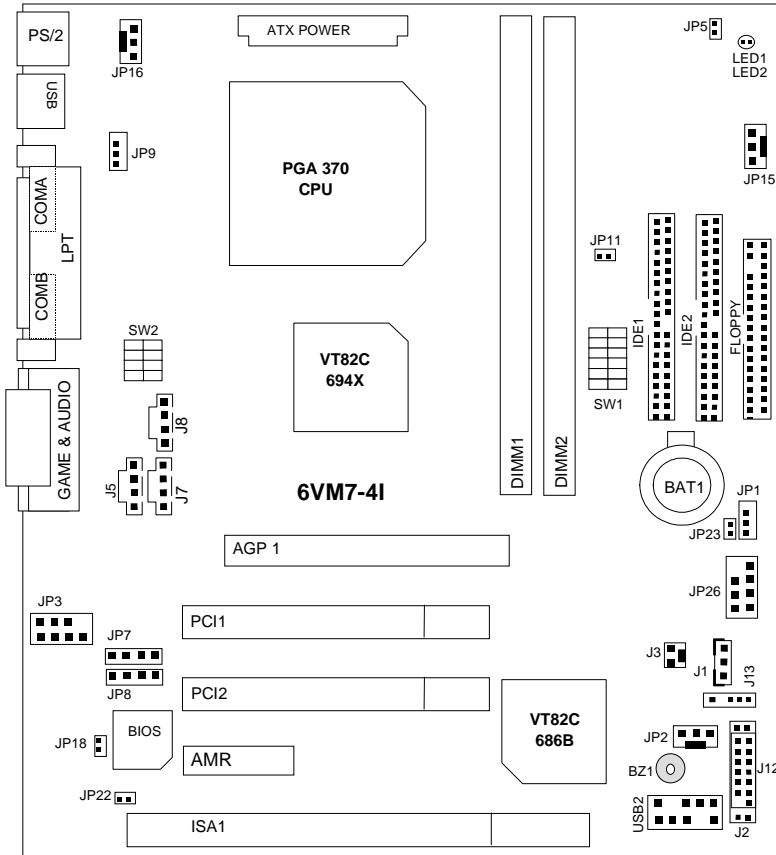 PS/2
ATX POWER
JP5
LED1
LED2
JP16
USB
JP9
PGA 370
CPU
JP15
COMA
LPT
COMB
JP11
SW2
VT82C
694X
IDE1
IDE2
FLOPPY
SW1
GAME & AUDIO
J8
J5
J7
6VM7-4I
DIMM1
DIMM2
BAT1
JP1
JP23
AGP 1
JP26
JP3
PCI1
JP7
J3
J1
J13
JP8
PCI2
VT82C
686B
JP18
BIOS
AMR
JP2
BZ1
J12
JP22
USB2
ISA1
J2